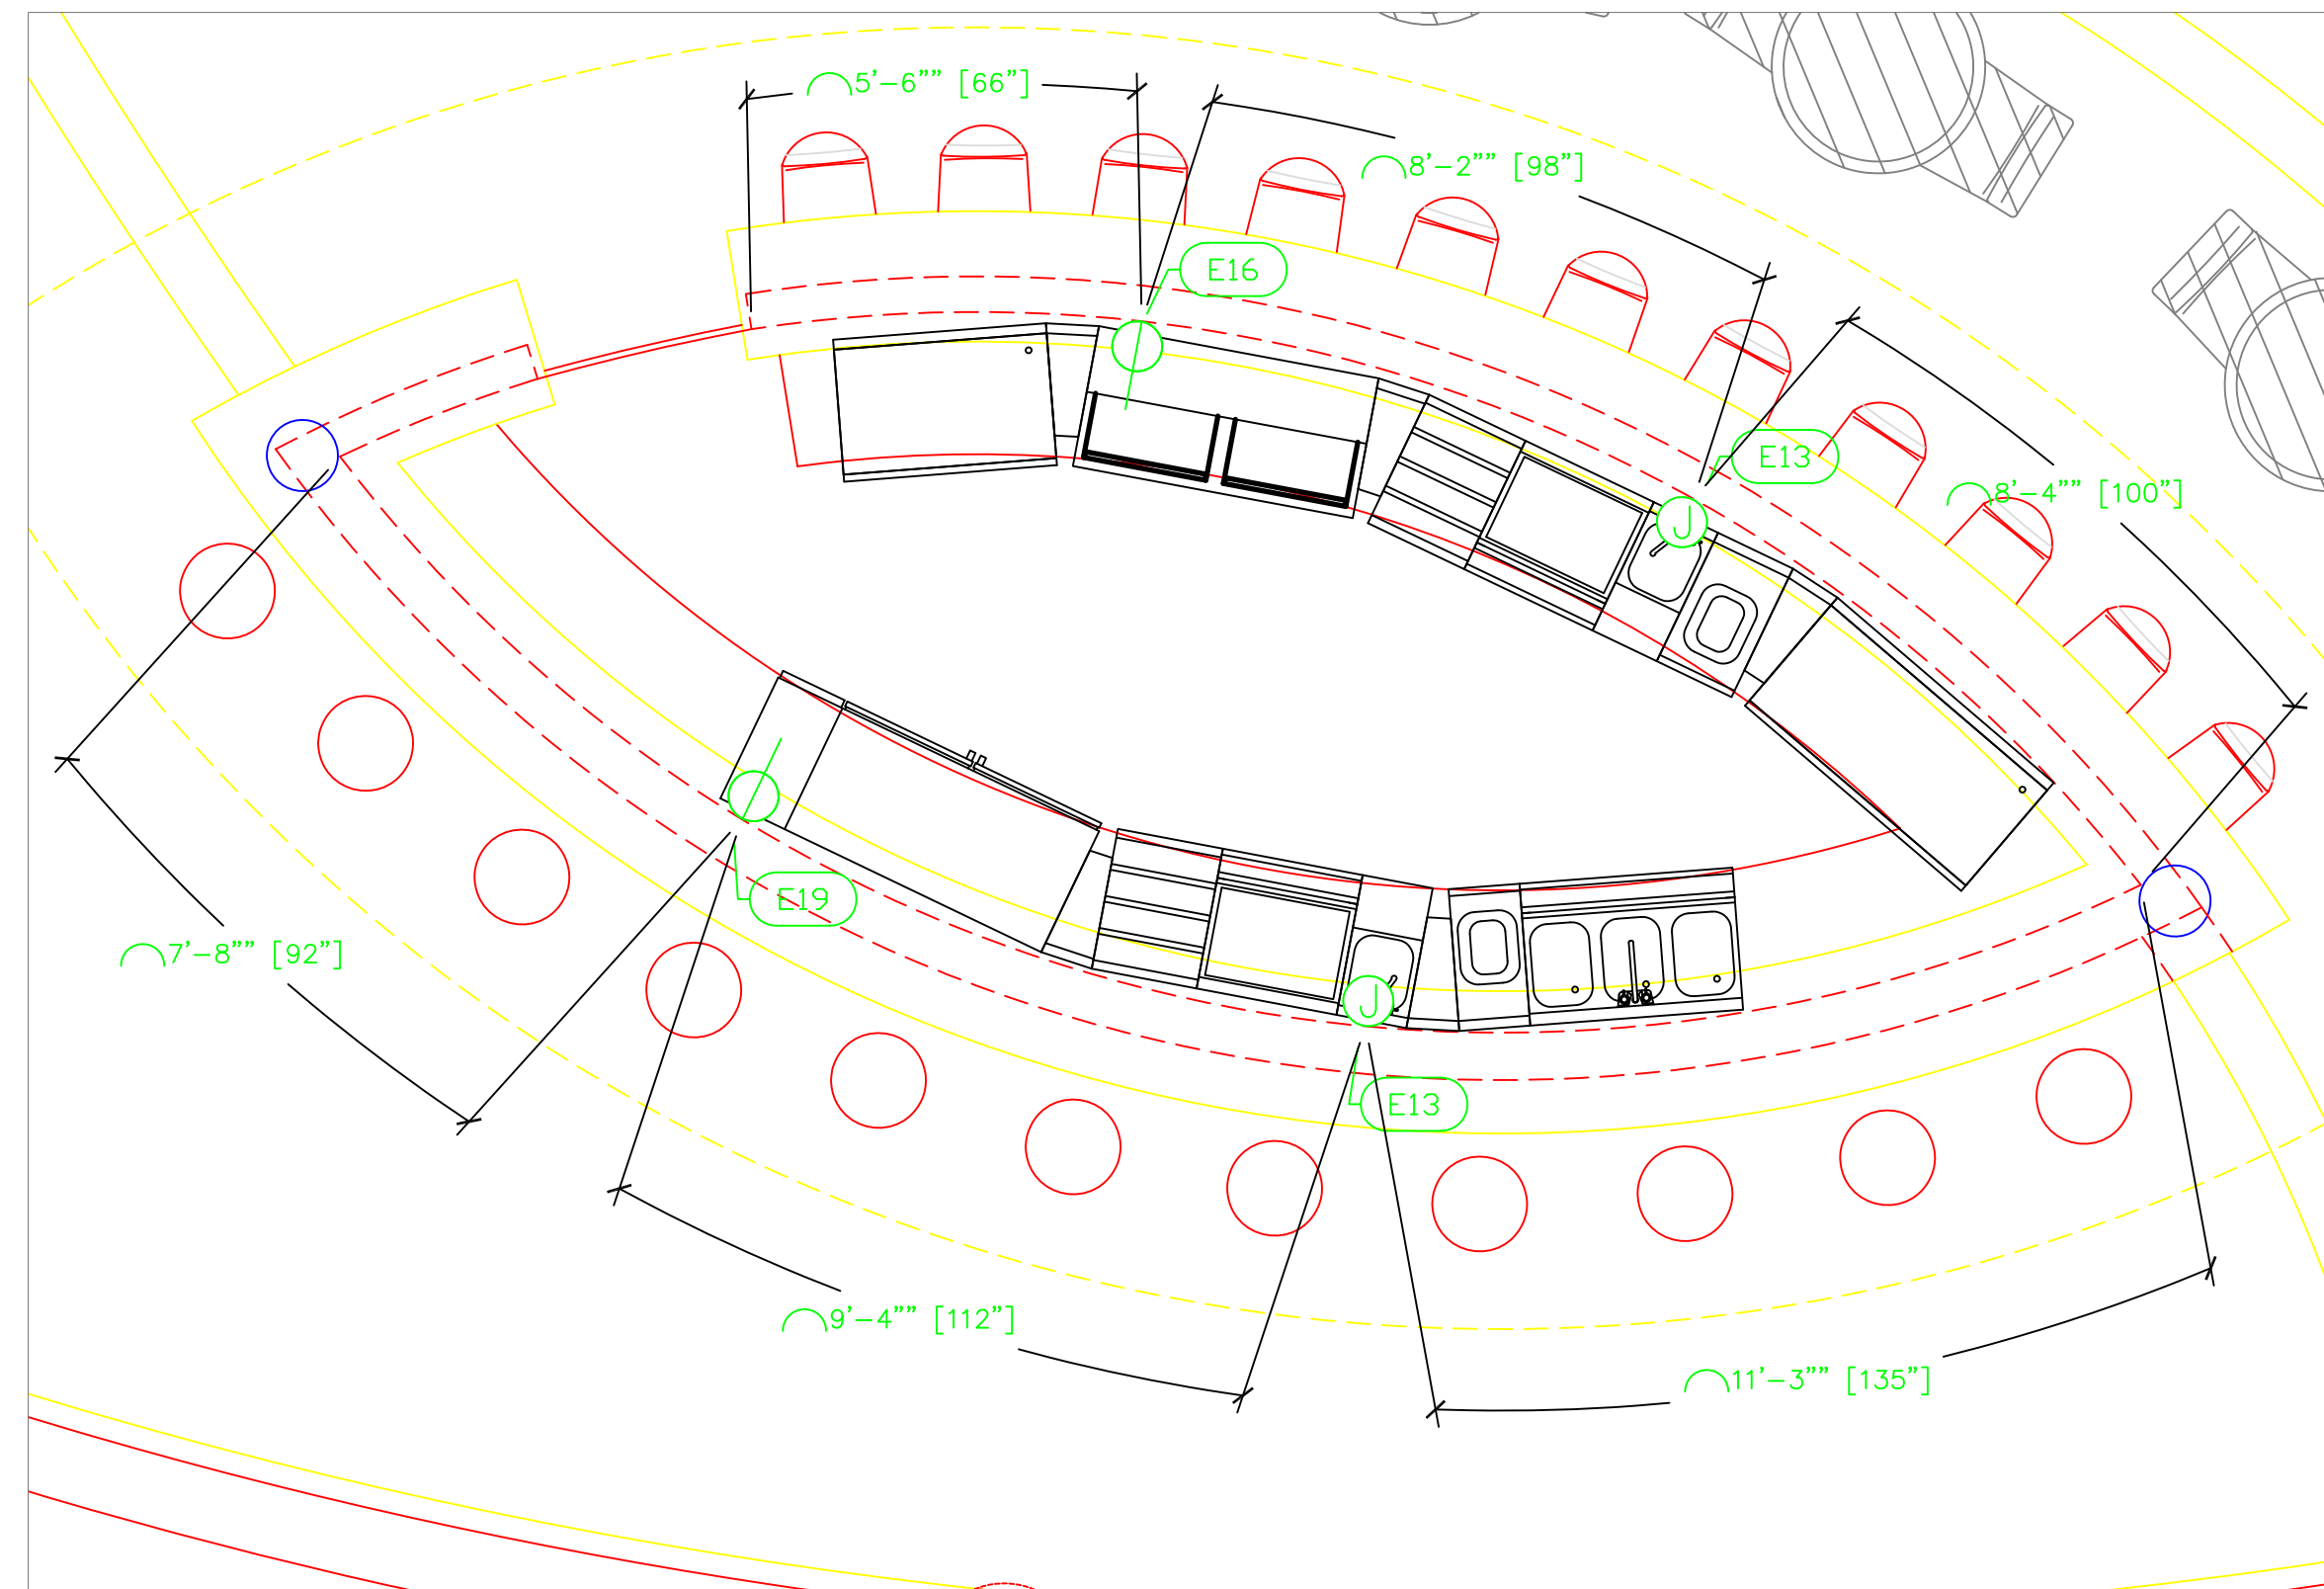 5'-6"" [66"]
8'-2"" [98"]
E16
E13
8'-4"" [100"]
J
E19
7'-8"" [92"]
J
E13
9'-4"" [112"]
11'-3"" [135"]